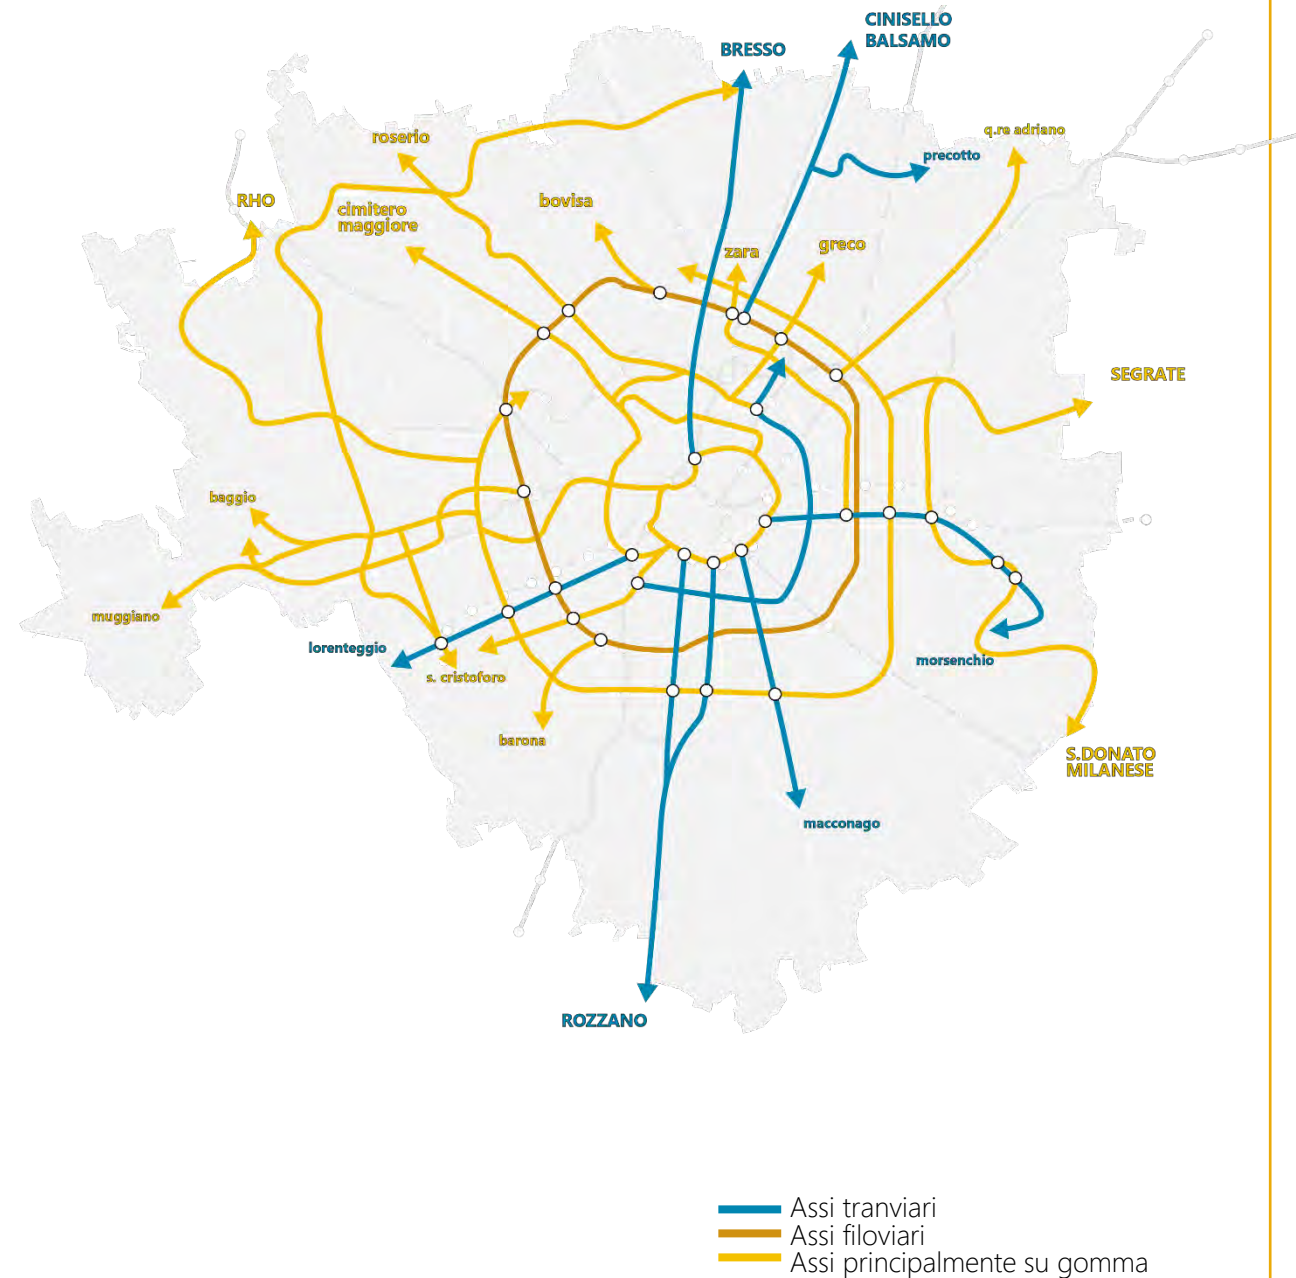 CINISELLO
BALSAMO
BRESSO
q.re adriano
roserio
precotto
RHO
bovisa
cimitero
maggiore
zara
greco
SEGRATE
baggio
muggiano
lorenteggio
s. cristoforo
morsenchio
barona
S.DONATO
MILANESE
macconago
ROZZANO
Assi tranviari
Assi filoviari
Assi principalmente su gomma